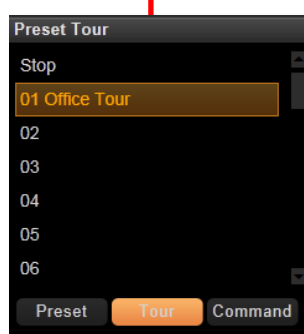 Preset Tour
Stop
01 Office Tour
02
03
04
05
06
Preset Tour Command